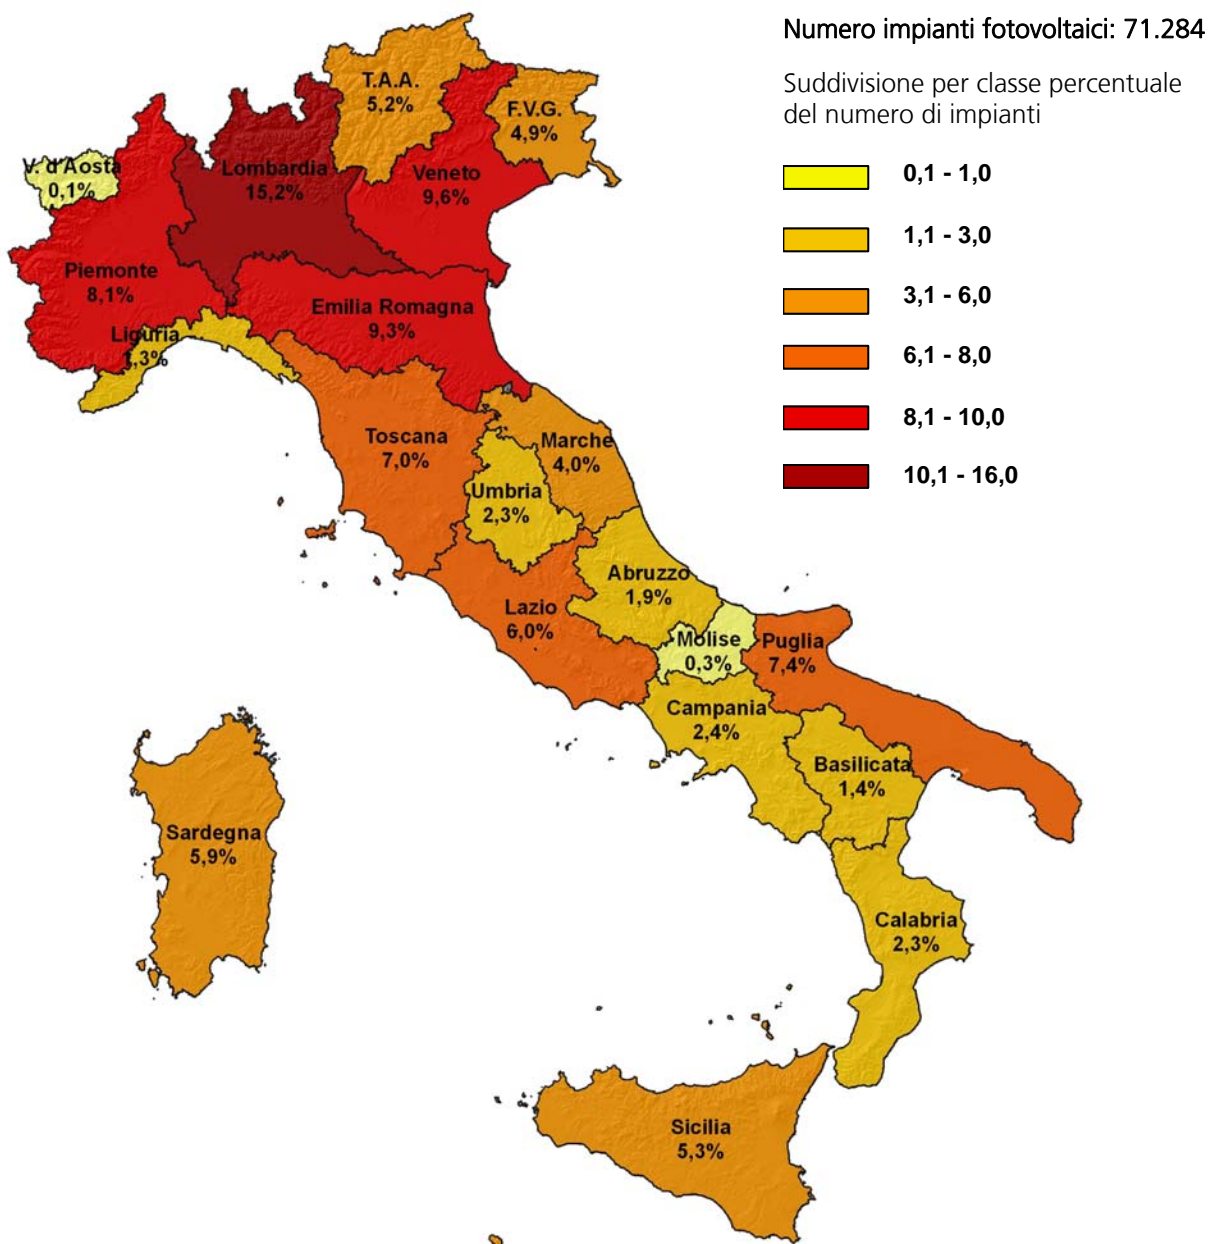 Numero impianti fotovoltaici: 71.284
Suddivisione per classe percentuale
del numero di impianti
0,1 - 1,0
1,1 - 3,0
3,1 - 6,0
6,1 - 8,0
8,1 - 10,0
10,1 - 16,0
T.A.A.
5,2%
F.V.G.
4,9%
V. d'Aosta
0,1%
Lombardia
15,2%
Veneto
9,6%
Piemonte
8,1%
Emilia Romagna
9,3%
Liguria
1,3%
Toscana
7,0%
Marche
4,0%
Umbria
2,3%
Abruzzo
1,9%
Lazio
6,0%
Molise
0,3%
Puglia
7,4%
Campania
2,4%
Basilicata
1,4%
Sardegna
5,9%
Calabria
2,3%
Sicilia
5,3%